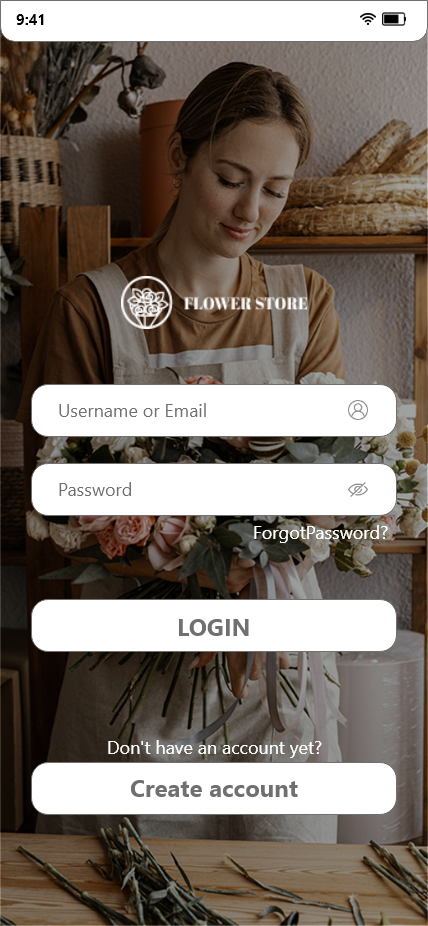 9:41
FLOWER STORE
Username or Email
Password
ForgotPassword?
LOGIN
Don't have an account yet?
Create account